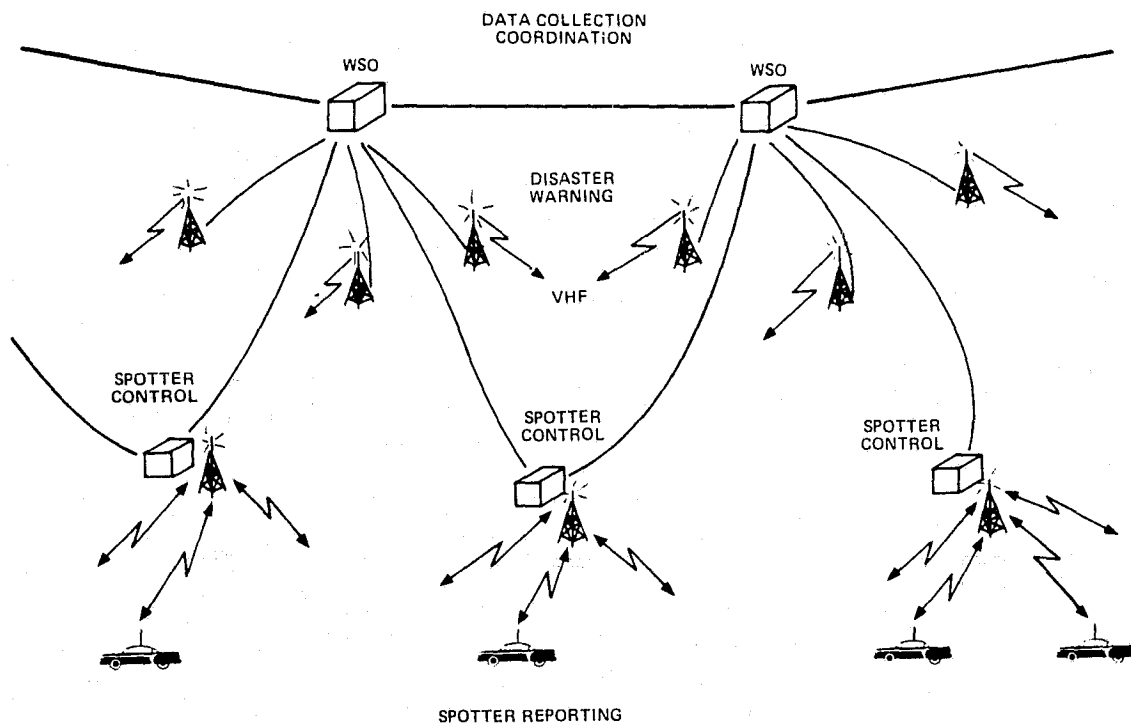 DATA COLLECTION
COORDINATION
WSO
WSO
DISASTER
WARNING
VHF
SPOTTER
CONTROL
SPOTTER
CONTROL
SPOTTER
CONTROL
SPOTTER REPORTING